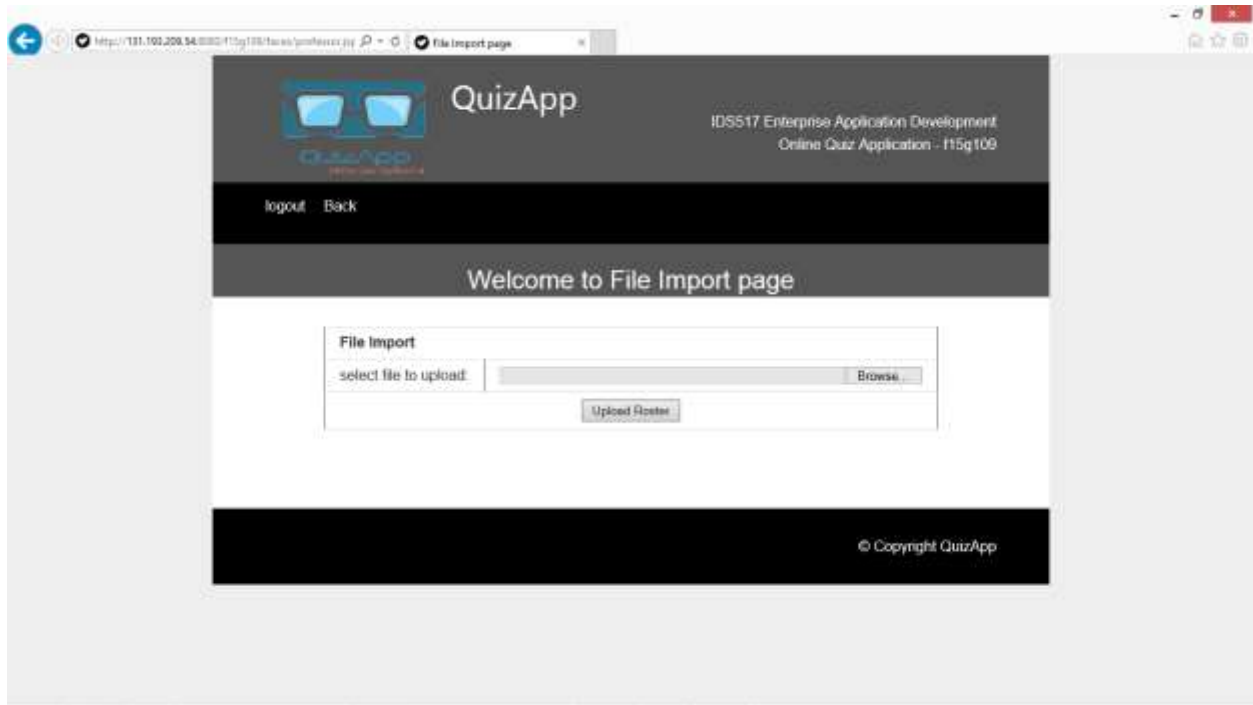 File Import page
QuizApp
IDS517 Enterprise Application Development
Online Quiz Application - f15g109
QuizApp
logout Back
Welcome to File Import page
File Import
select file to upload:
Browse...
Upload Roster
© Copyright QuizApp